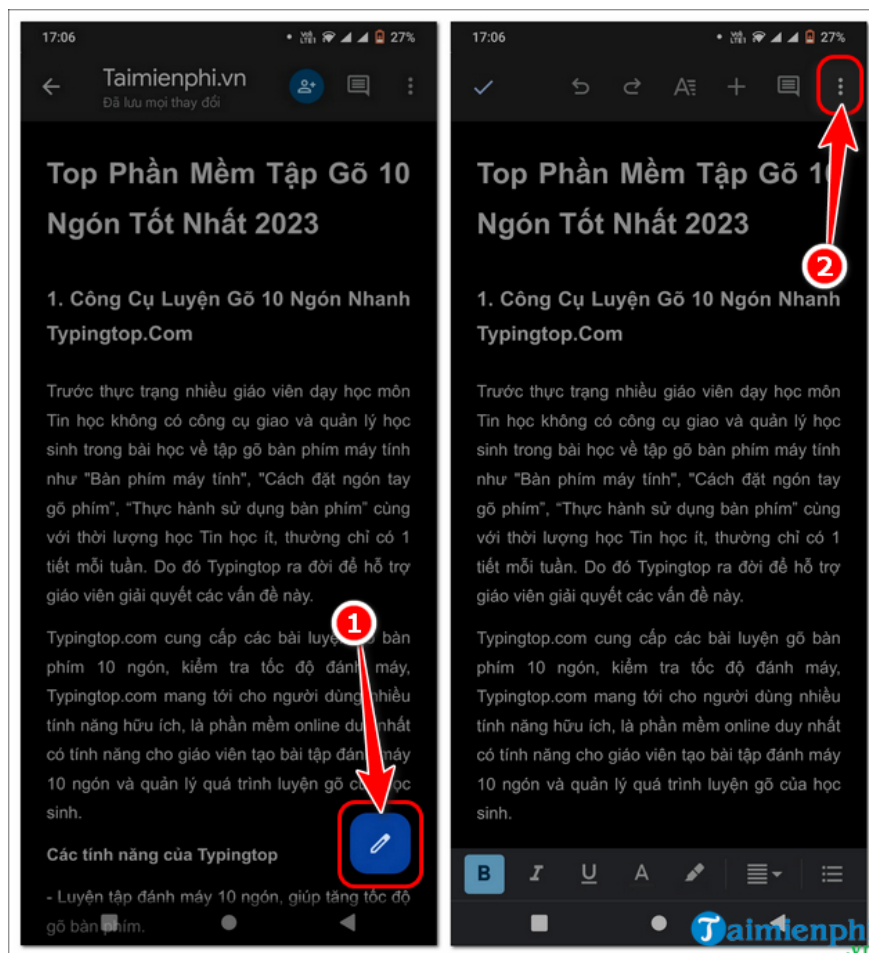 17:06
Vo) LTE1 27%
Taimienphi.vn
Đã lưu mọi thay đổi
Top Phần Mềm Tập Gõ 10
Ngón Tốt Nhất 2023
1. Công Cụ Luyện Gõ 10 Ngón Nhanh
Typingtop.Com
Trước thực trạng nhiều giáo viên dạy học môn
Tin học không có công cụ giao và quản lý học
sinh trong bài học về tập gõ bàn phím máy tính
như "Bàn phím máy tính", "Cách đặt ngón tay
gõ phím", “Thực hành sử dụng bàn phím” cùng
với thời lượng học Tin học ít, thường chỉ có 1
tiết mỗi tuần. Do đó Typingtop ra đời để hỗ trợ
giáo viên giải quyết các vấn đề này.
Typingtop.com cung cấp các bài luyện bàn
phím 10 ngón, kiểm tra tốc độ đánh máy,
Typingtop.com mang tới cho người dùng nhiều
tính năng hữu ích, là phần mềm online duy nhất
có tính năng cho giáo viên tạo bài tập đánh máy
10 ngón và quản lý quá trình luyện gõ của học
sinh.
Các tính năng của Typingtop
- Luyện tập đánh máy 10 ngón, giúp tăng tốc độ
gõ bàn phím.
1
17:06
Vo) LTE1 27%
Top Phần Mềm Tập Gõ 10
Ngón Tốt Nhất 2023
2
1. Công Cụ Luyện Gõ 10 Ngón Nhanh
Typingtop.Com
Trước thực trạng nhiều giáo viên dạy học môn
Tin học không có công cụ giao và quản lý học
sinh trong bài học về tập gõ bàn phím máy tính
như "Bàn phím máy tính", "Cách đặt ngón tay
gõ phím", “Thực hành sử dụng bàn phím” cùng
với thời lượng học Tin học ít, thường chỉ có 1
tiết mỗi tuần. Do đó Typingtop ra đời để hỗ trợ
giáo viên giải quyết các vấn đề này.
Typingtop.com cung cấp các bài luyện gõ bàn
phím 10 ngón, kiểm tra tốc độ đánh máy,
Typingtop.com mang tới cho người dùng nhiều
tính năng hữu ích, là phần mềm online duy nhất
có tính năng cho giáo viên tạo bài tập đánh máy
10 ngón và quản lý quá trình luyện gõ của học
sinh.
B I U A
Taimienph
.vn